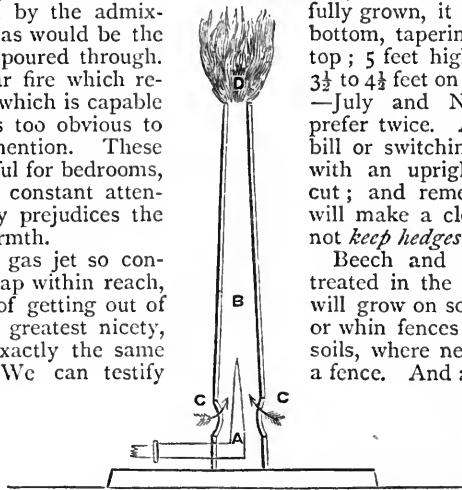 by the admix-
as would be the
poured through.
r fire which re-
which is capable
s too obvious to
nention. These
ul for bedrooms,
constant atten-
y prejudices the
rmth.
gas jet so con-
ap within reach,
of getting out of
greatest nicety,
xactly the same
We can testify
D
B
C
C
A
fully grown, it
bottom, taperin
top ; 5 feet hig
3½ to 4½ feet on
—July and N
prefer twice.
bill or switchin
with an uprigl
cut ; and reme
will make a clo
not keep hedges
Beech and
treated in the
will grow on so
or whin fences
soils, where ne
a fence. And